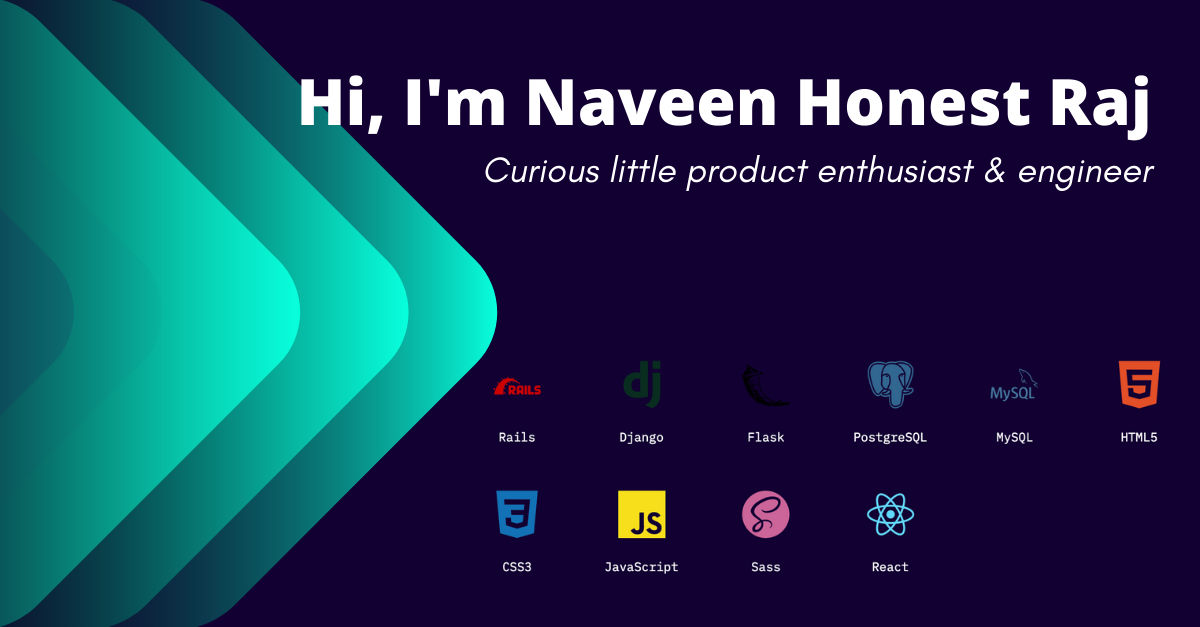 Hi, I'm Naveen Honest Raj
Curious little product enthusiast & engineer
RAILS dj MySQL 5
Rails Django Flask PostgreSQL MySQL HTML5
3 JS S
CSS3 JavaScript Sass React